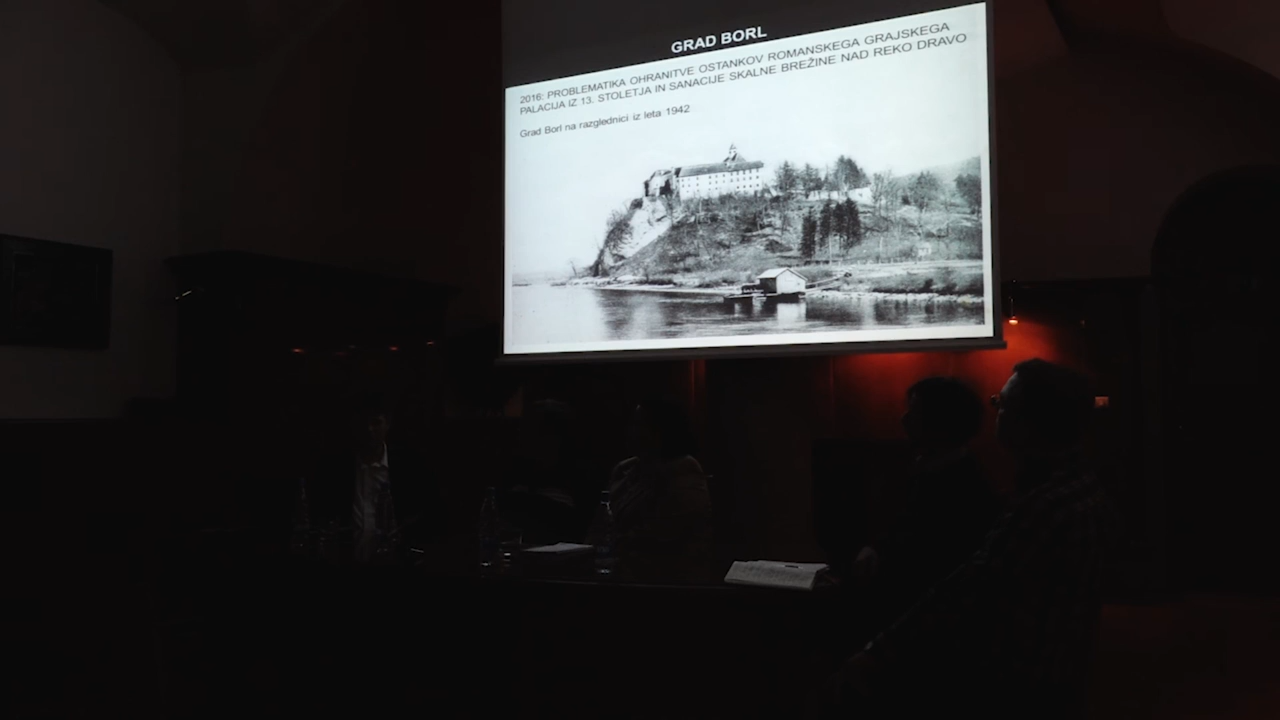 GRAD BORL
2016: PROBLEMATIKA OHRANITVE OSTANKOV ROMANSKEGA GRAJSKEGA
PALACIJA IZ 13. STOLETJA IN SANACIJE SKALNE BREŽINE NAD REKO DRAVO
Grad Borl na razglednici iz leta 1942